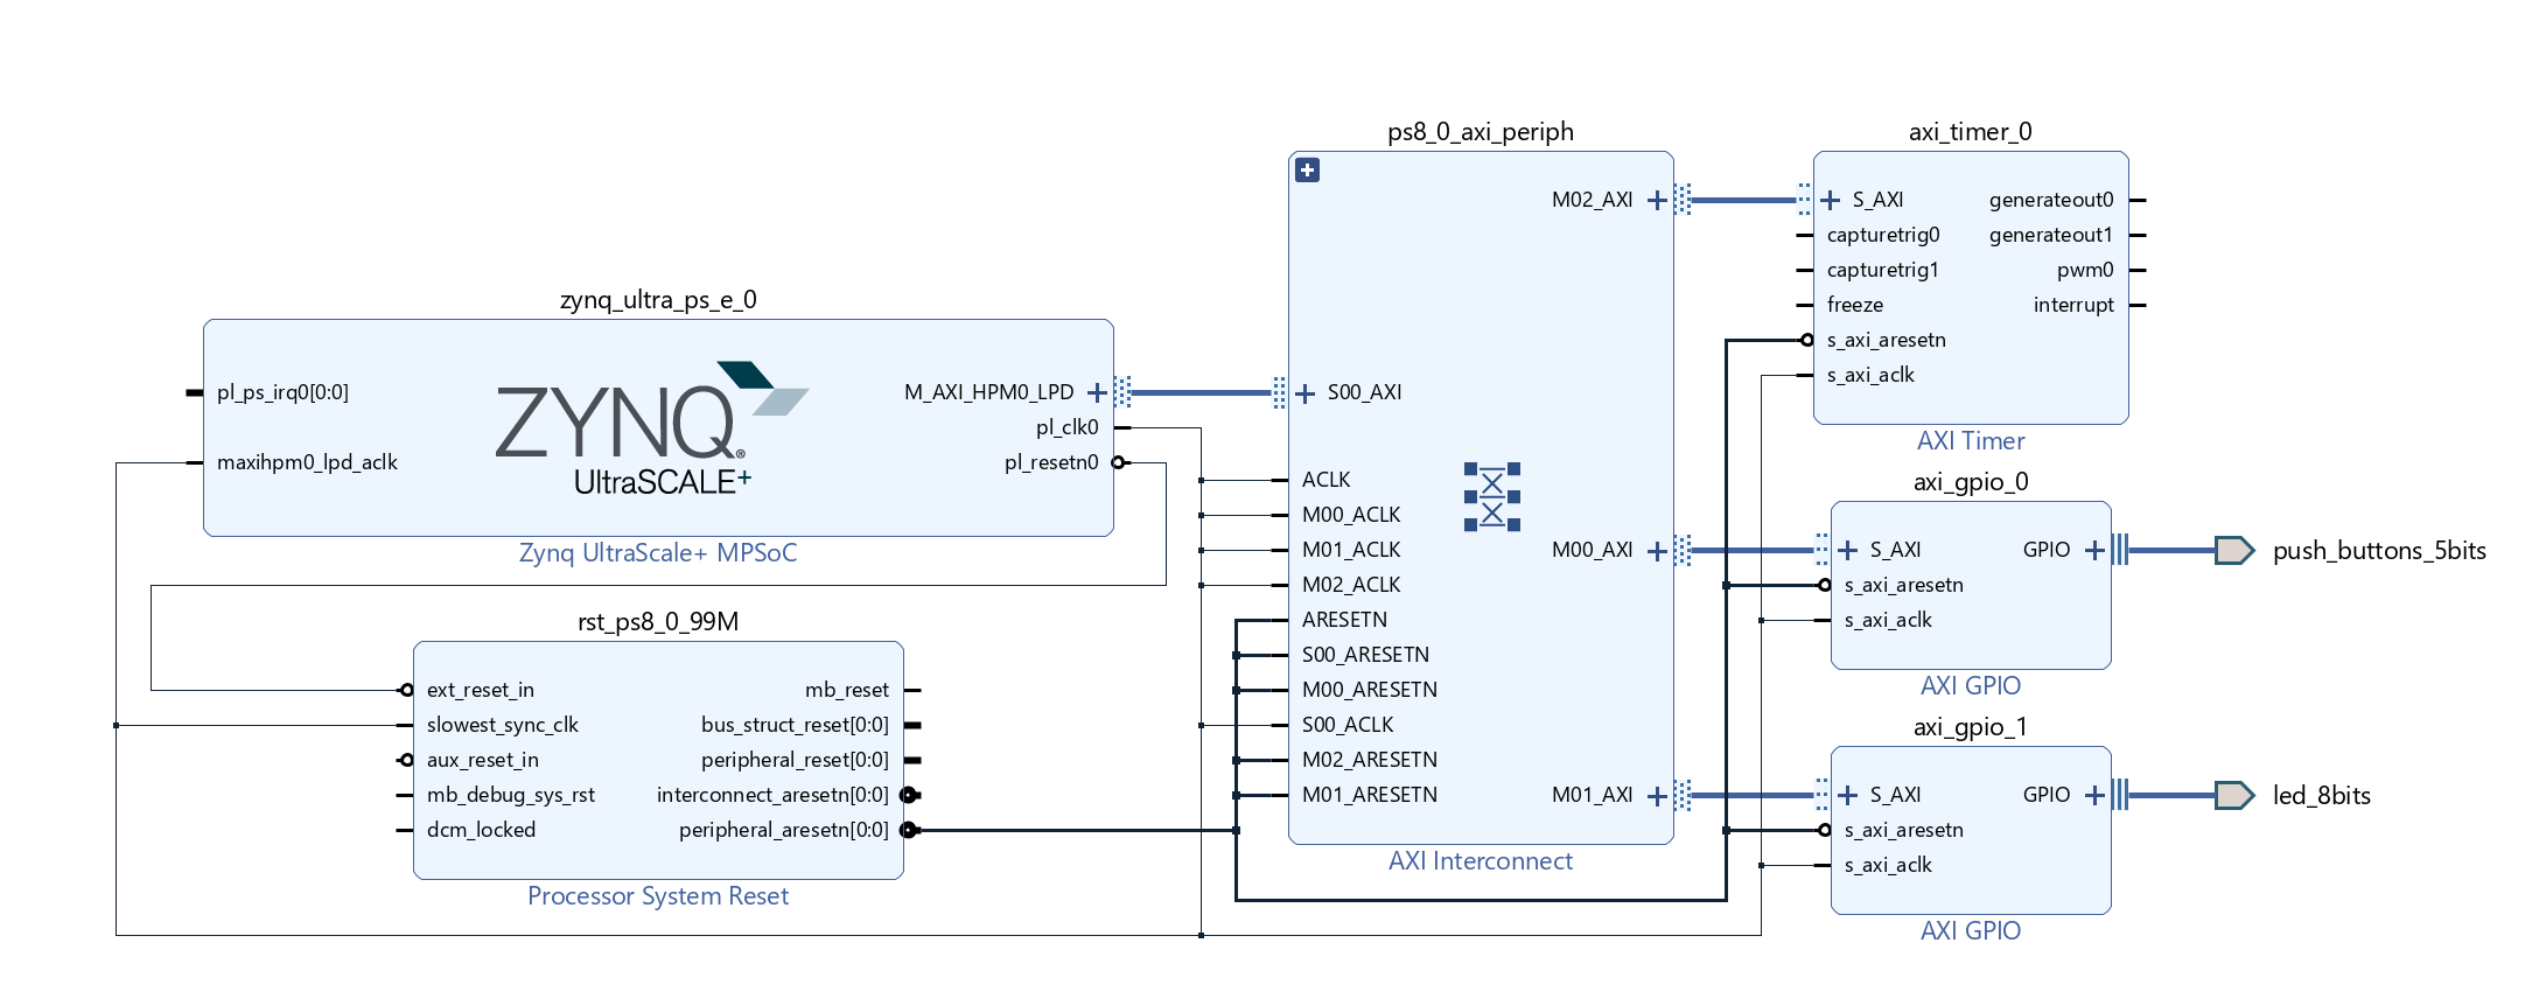 zynq_ultra_ps_e_0
pl_ps_irq0[0:0]
maxihpm0_lpd_aclk
ZYNQ®
UltraSCALE+
M_AXI_HPM0_LPD
pl_clk0
pl_resetn0
Zynq UltraScale+ MPSoC
rst_ps8_0_99M
ext_reset_in
slowest_sync_clk
aux_reset_in
mb_debug_sys_rst
dcm_locked
mb_reset
bus_struct_reset[0:0]
peripheral_reset[0:0]
interconnect_aresetn[0:0]
peripheral_aresetn[0:0]
Processor System Reset
ps8_0_axi_periph
S00_AXI
ACLK
M00_ACLK
M01_ACLK
M02_ACLK
ARESETN
S00_ARESETN
M00_ARESETN
S00_ACLK
M02_ARESETN
M01_ARESETN
M02_AXI
M00_AXI
M01_AXI
AXI Interconnect
axi_timer_0
S_AXI
capturetrig0
capturetrig1
freeze
s_axi_aresetn
s_axi_aclk
generateout0
generateout1
pwm0
interrupt
AXI Timer
axi_gpio_0
S_AXI
s_axi_aresetn
s_axi_aclk
GPIO
AXI GPIO
push_buttons_5bits
axi_gpio_1
S_AXI
s_axi_aresetn
s_axi_aclk
GPIO
AXI GPIO
led_8bits